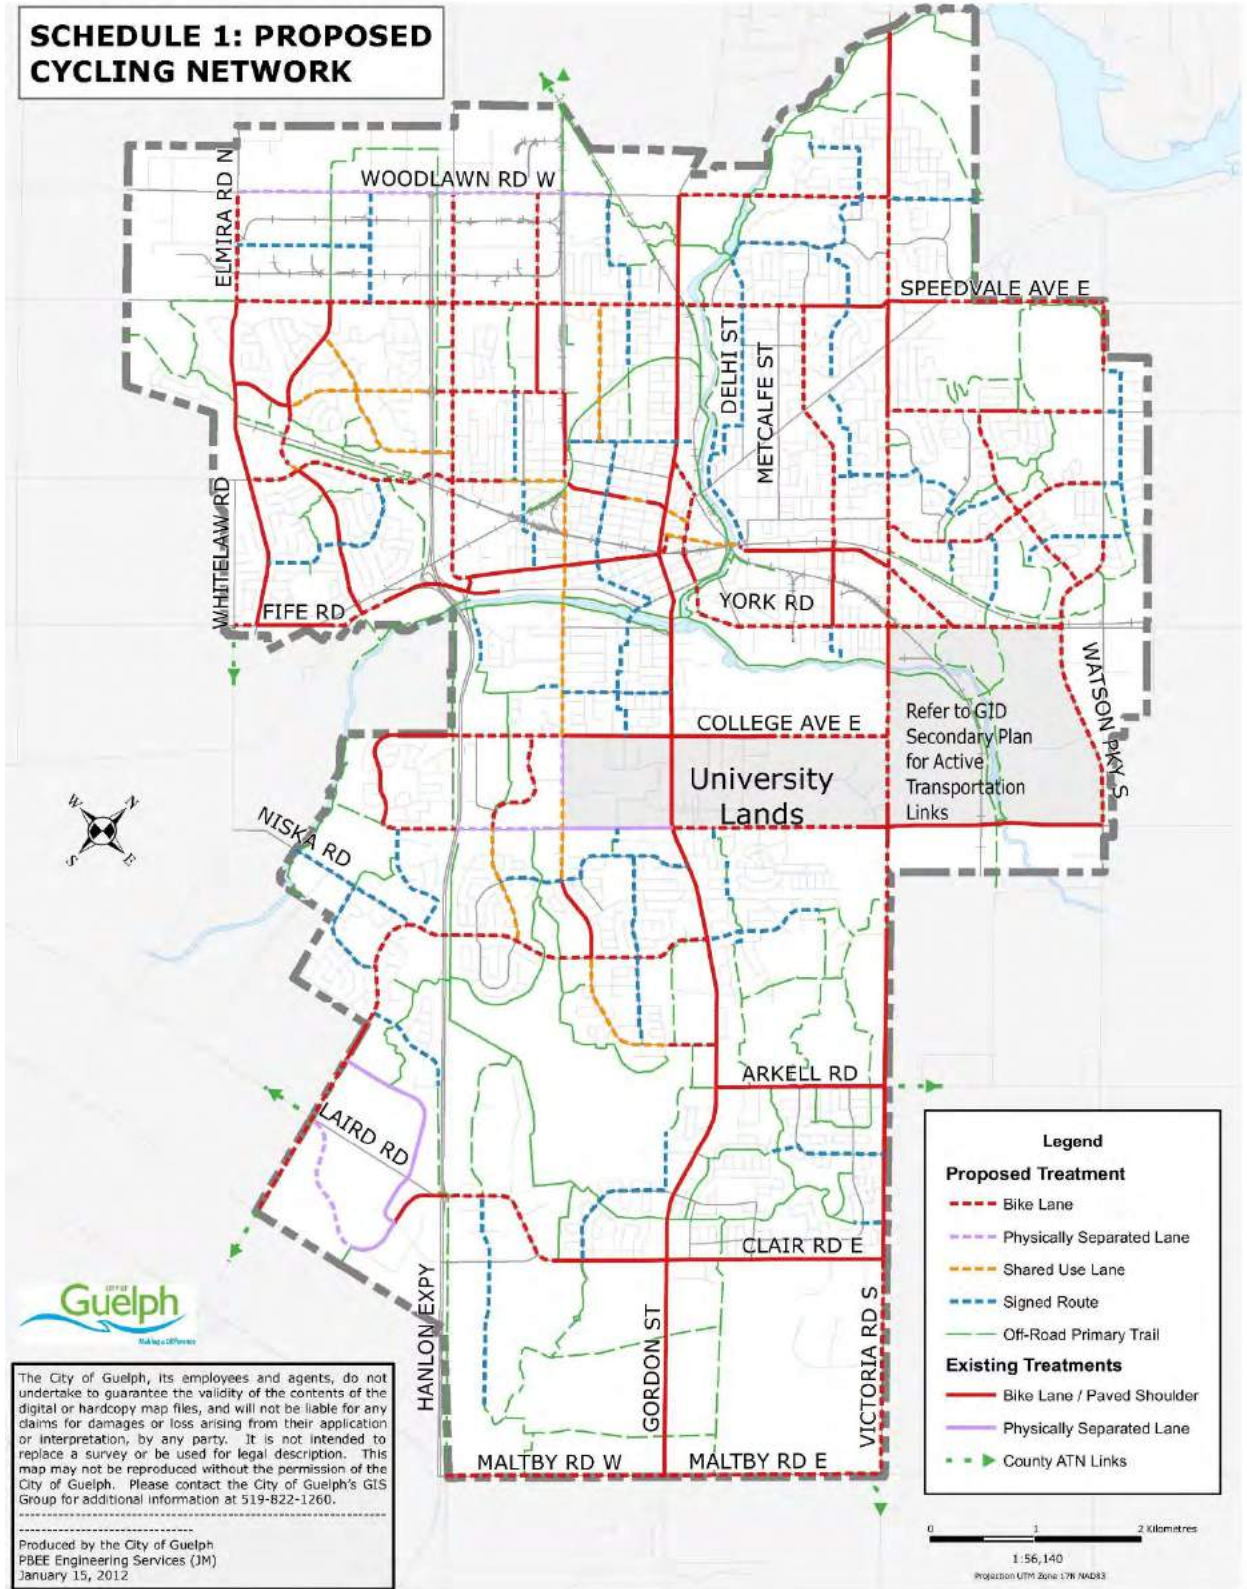 SCHEDULE 1: PROPOSED
CYCLING NETWORK
WOODLAWN RD W
ELMIRA RD N
SPEEDVALE AVE E
DELHI ST
METCALFE ST
WHITELAW RD
FIFE RD
YORK RD
WATSON PKY S
COLLEGE AVE E
Refer to GID
Secondary Plan
for Active
Transportation
Links
University
Lands
W
N
S
E
NISKA RD
ARKELL RD
LAIRD RD
CLAIR RD E
HANLON EXPY
GORDON ST
VICTORIA RD S
MALTBY RD W
MALTBY RD E
Legend
Proposed Treatment
Bike Lane
Physically Separated Lane
Shared Use Lane
Signed Route
Off-Road Primary Trail
Existing Treatments
Bike Lane / Paved Shoulder
Physically Separated Lane
County ATN Links
CITY OF
Guelph
Making a Difference
The City of Guelph, its employees and agents, do not
undertake to guarantee the validity of the contents of the
digital or hardcopy map files, and will not be liable for any
claims for damages or loss arising from their application
or interpretation, by any party. It is not intended to
replace a survey or be used for legal description. This
map may not be reproduced without the permission of the
City of Guelph. Please contact the City of Guelph's GIS
Group for additional information at 519-822-1260.
Produced by the City of Guelph
PBEE Engineering Services (JM)
January 15, 2012
0 1 2 Kilometres
1:56,140
Projection UTM Zone 17N NAD83